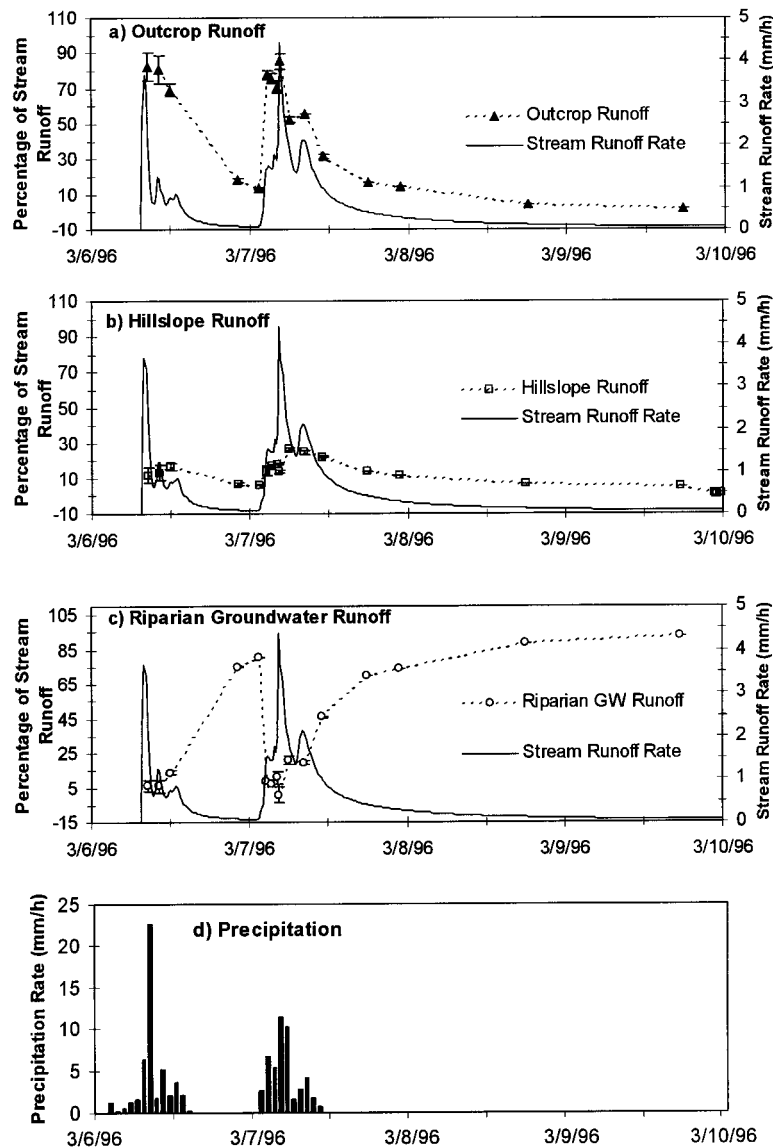 a) Outcrop Runoff
Percentage of Stream
Runoff
110
90
70
50
30
10
-10
Outcrop Runoff
Stream Runoff Rate
5
4
3
2
1
0
Stream Runoff Rate (mm/h)
3/6/96 3/7/96 3/8/96 3/9/96 3/10/96
b) Hillslope Runoff
Percentage of Stream
Runoff
110
90
70
50
30
10
-10
Hillslope Runoff
Stream Runoff Rate
5
4
3
2
1
0
Stream Runoff Rate (mm/h)
3/6/96 3/7/96 3/8/96 3/9/96 3/10/96
c) Riparian Groundwater Runoff
Percentage of Stream
Runoff
105
85
65
45
25
5
-15
Riparian GW Runoff
Stream Runoff Rate
5
4
3
2
1
0
Stream Runoff Rate (mm/h)
3/6/96 3/7/96 3/8/96 3/9/96 3/10/96
d) Precipitation
Precipitation Rate (mm/h)
25
20
15
10
5
0
3/6/96 3/7/96 3/8/96 3/9/96 3/10/96